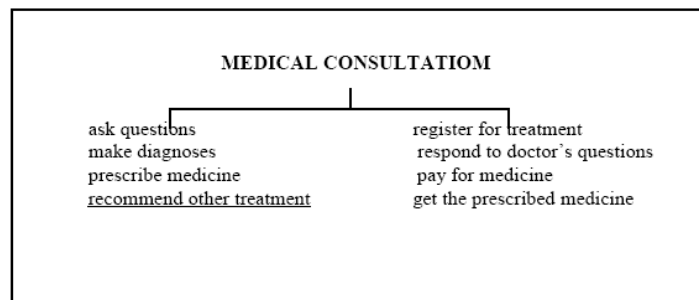 MEDICAL CONSULTATIOM
ask questions
make diagnoses
prescribe medicine
recommend other treatment
register for treatment
respond to doctor’s questions
pay for medicine
get the prescribed medicine